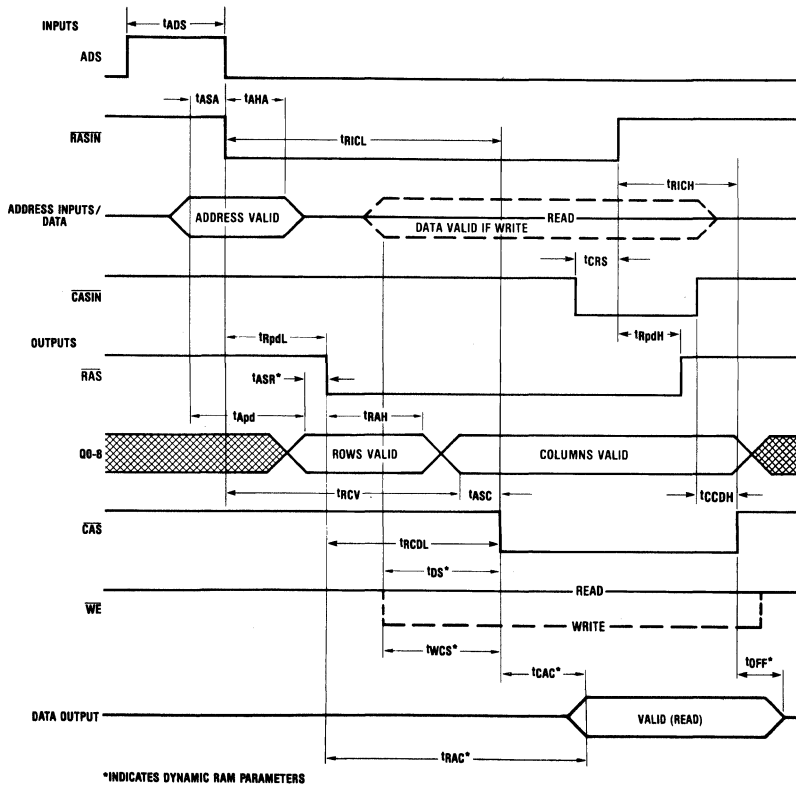 INPUTS
tADS
ADS
tASA
tAHA
RASIN
tRICL
tRICH
ADDRESS INPUTS/
DATA
ADDRESS VALID
READ
DATA VALID IF WRITE
tCRS
CASIN
tRpdL
tRpdH
OUTPUTS
RAS
tASR*
tApd
tRAH
Q0-8
ROWS VALID
COLUMNS VALID
tRCV
tASC
tCCDH
CAS
tRCDL
tDS*
READ
WE
WRITE
tWCS*
tCAC*
tOFF*
DATA OUTPUT
VALID (READ)
tRAC*
*INDICATES DYNAMIC RAM PARAMETERS